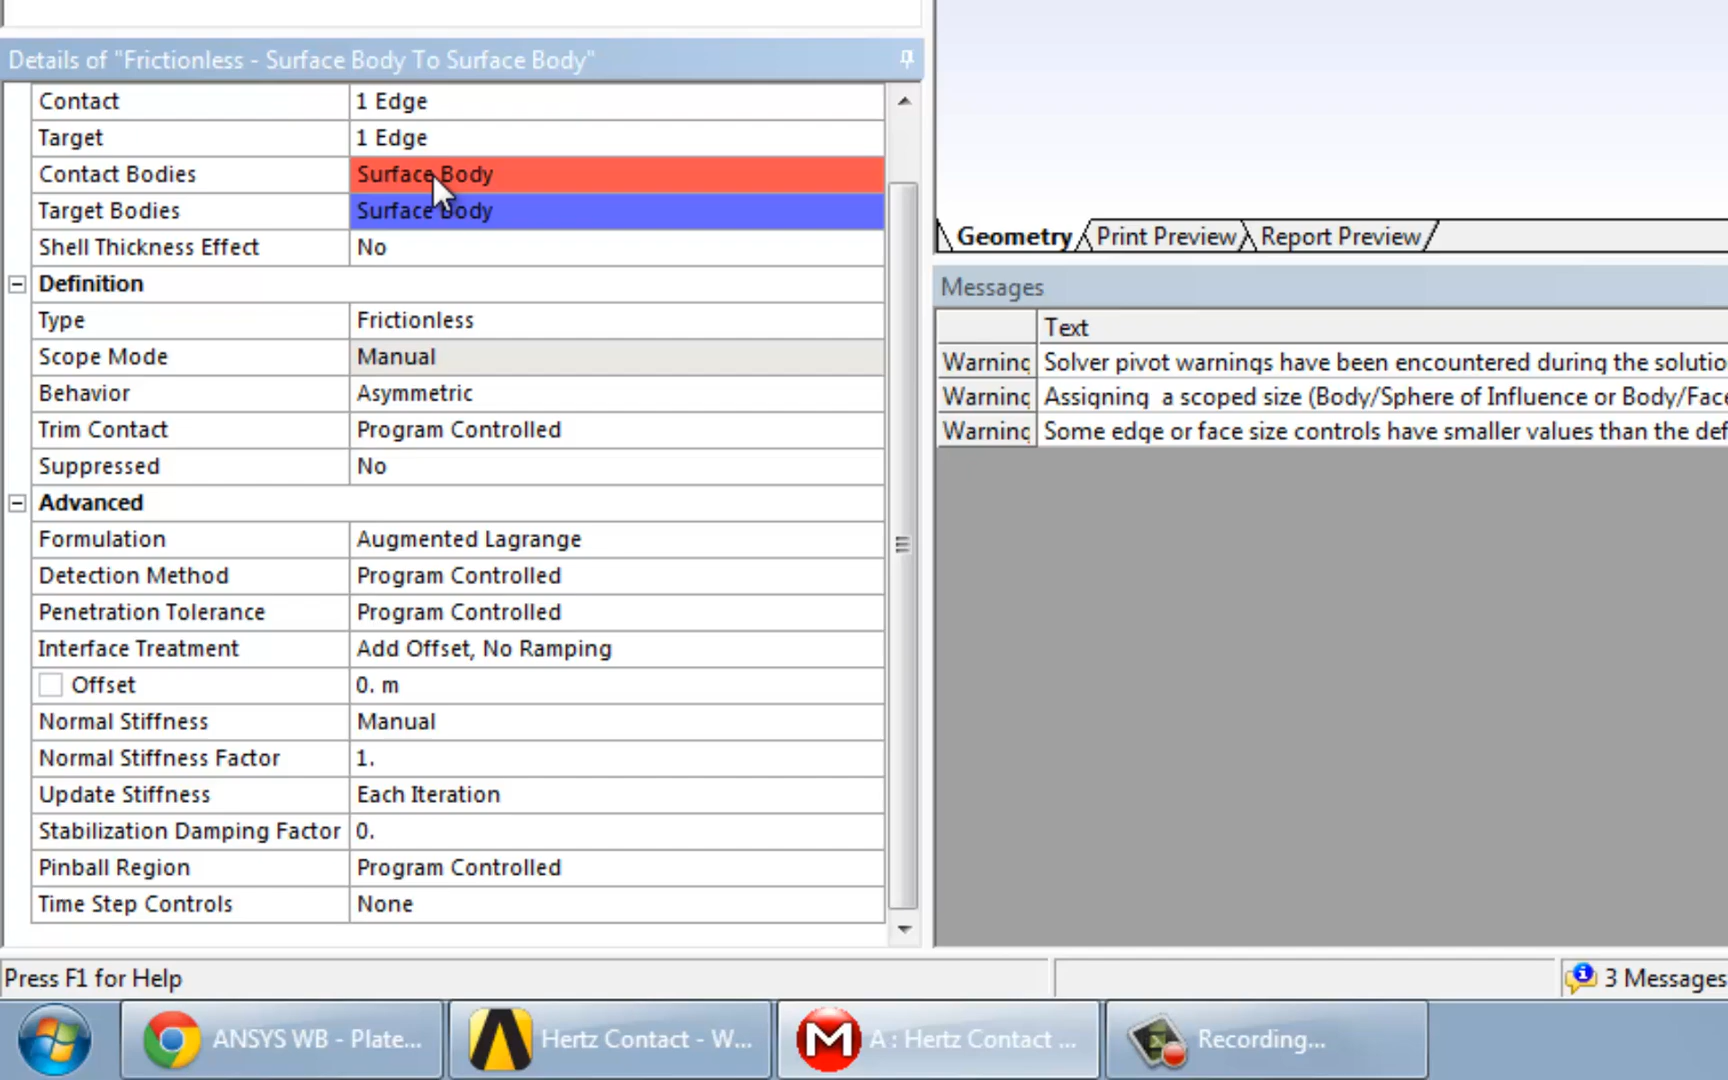 Details of "Frictionless - Surface Body To Surface Body"
Contact 1 Edge
Target 1 Edge
Contact Bodies Surface Body
Target Bodies Surface Body
Shell Thickness Effect No
Definition
Type Frictionless
Scope Mode Manual
Behavior Asymmetric
Trim Contact Program Controlled
Suppressed No
Advanced
Formulation Augmented Lagrange
Detection Method Program Controlled
Penetration Tolerance Program Controlled
Interface Treatment Add Offset, No Ramping
Offset 0. m
Normal Stiffness Manual
Normal Stiffness Factor 1.
Update Stiffness Each Iteration
Stabilization Damping Factor 0.
Pinball Region Program Controlled
Time Step Controls None
Geometry Print Preview Report Preview
Messages
Text
Warning Solver pivot warnings have been encountered during the solutio
Warning Assigning a scoped size (Body/Sphere of Influence or Body/Face
Warning Some edge or face size controls have smaller values than the def
Press F1 for Help
3 Messages
ANSYS WB - Plate...
Hertz Contact - W...
M A : Hertz Contact ...
Recording...